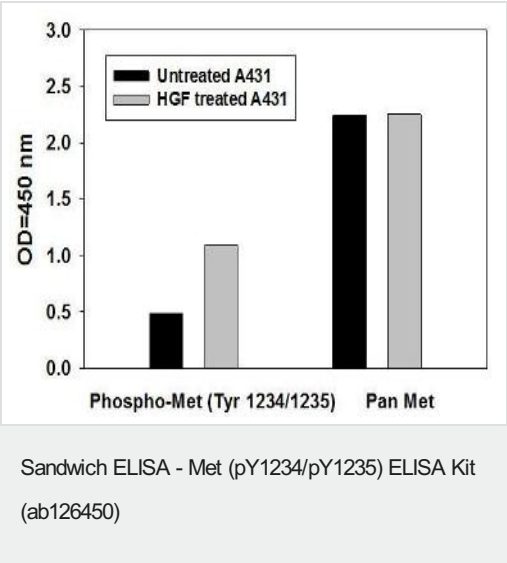 3.0
Untreated A431
HGF treated A431
2.5
2.0
1.5
1.0
0.5
0.0
OD=450 nm
Phospho-Met (Tyr 1234/1235) Pan Met
Sandwich ELISA - Met (pY1234/pY1235) ELISA Kit
(ab126450)